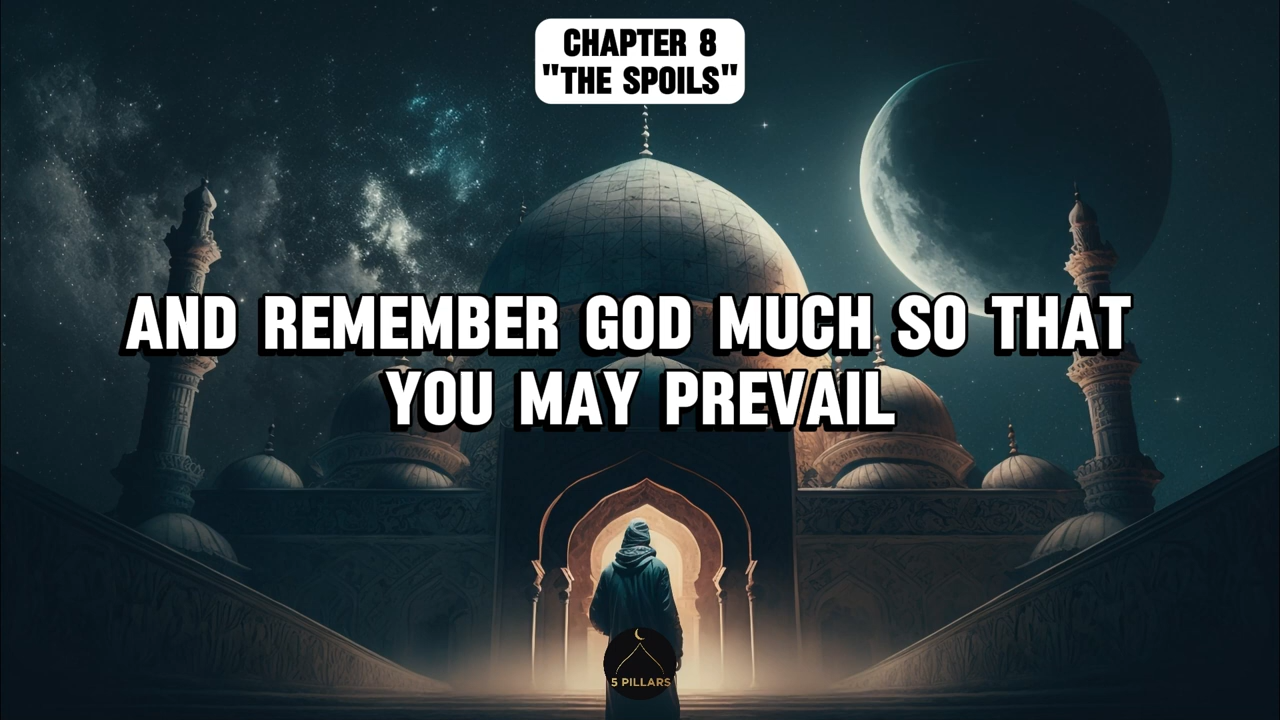 CHAPTER 8
"THE SPOILS"
AND REMEMBER GOD MUCH SO THAT
YOU MAY PREVAIL
5 PILLARS